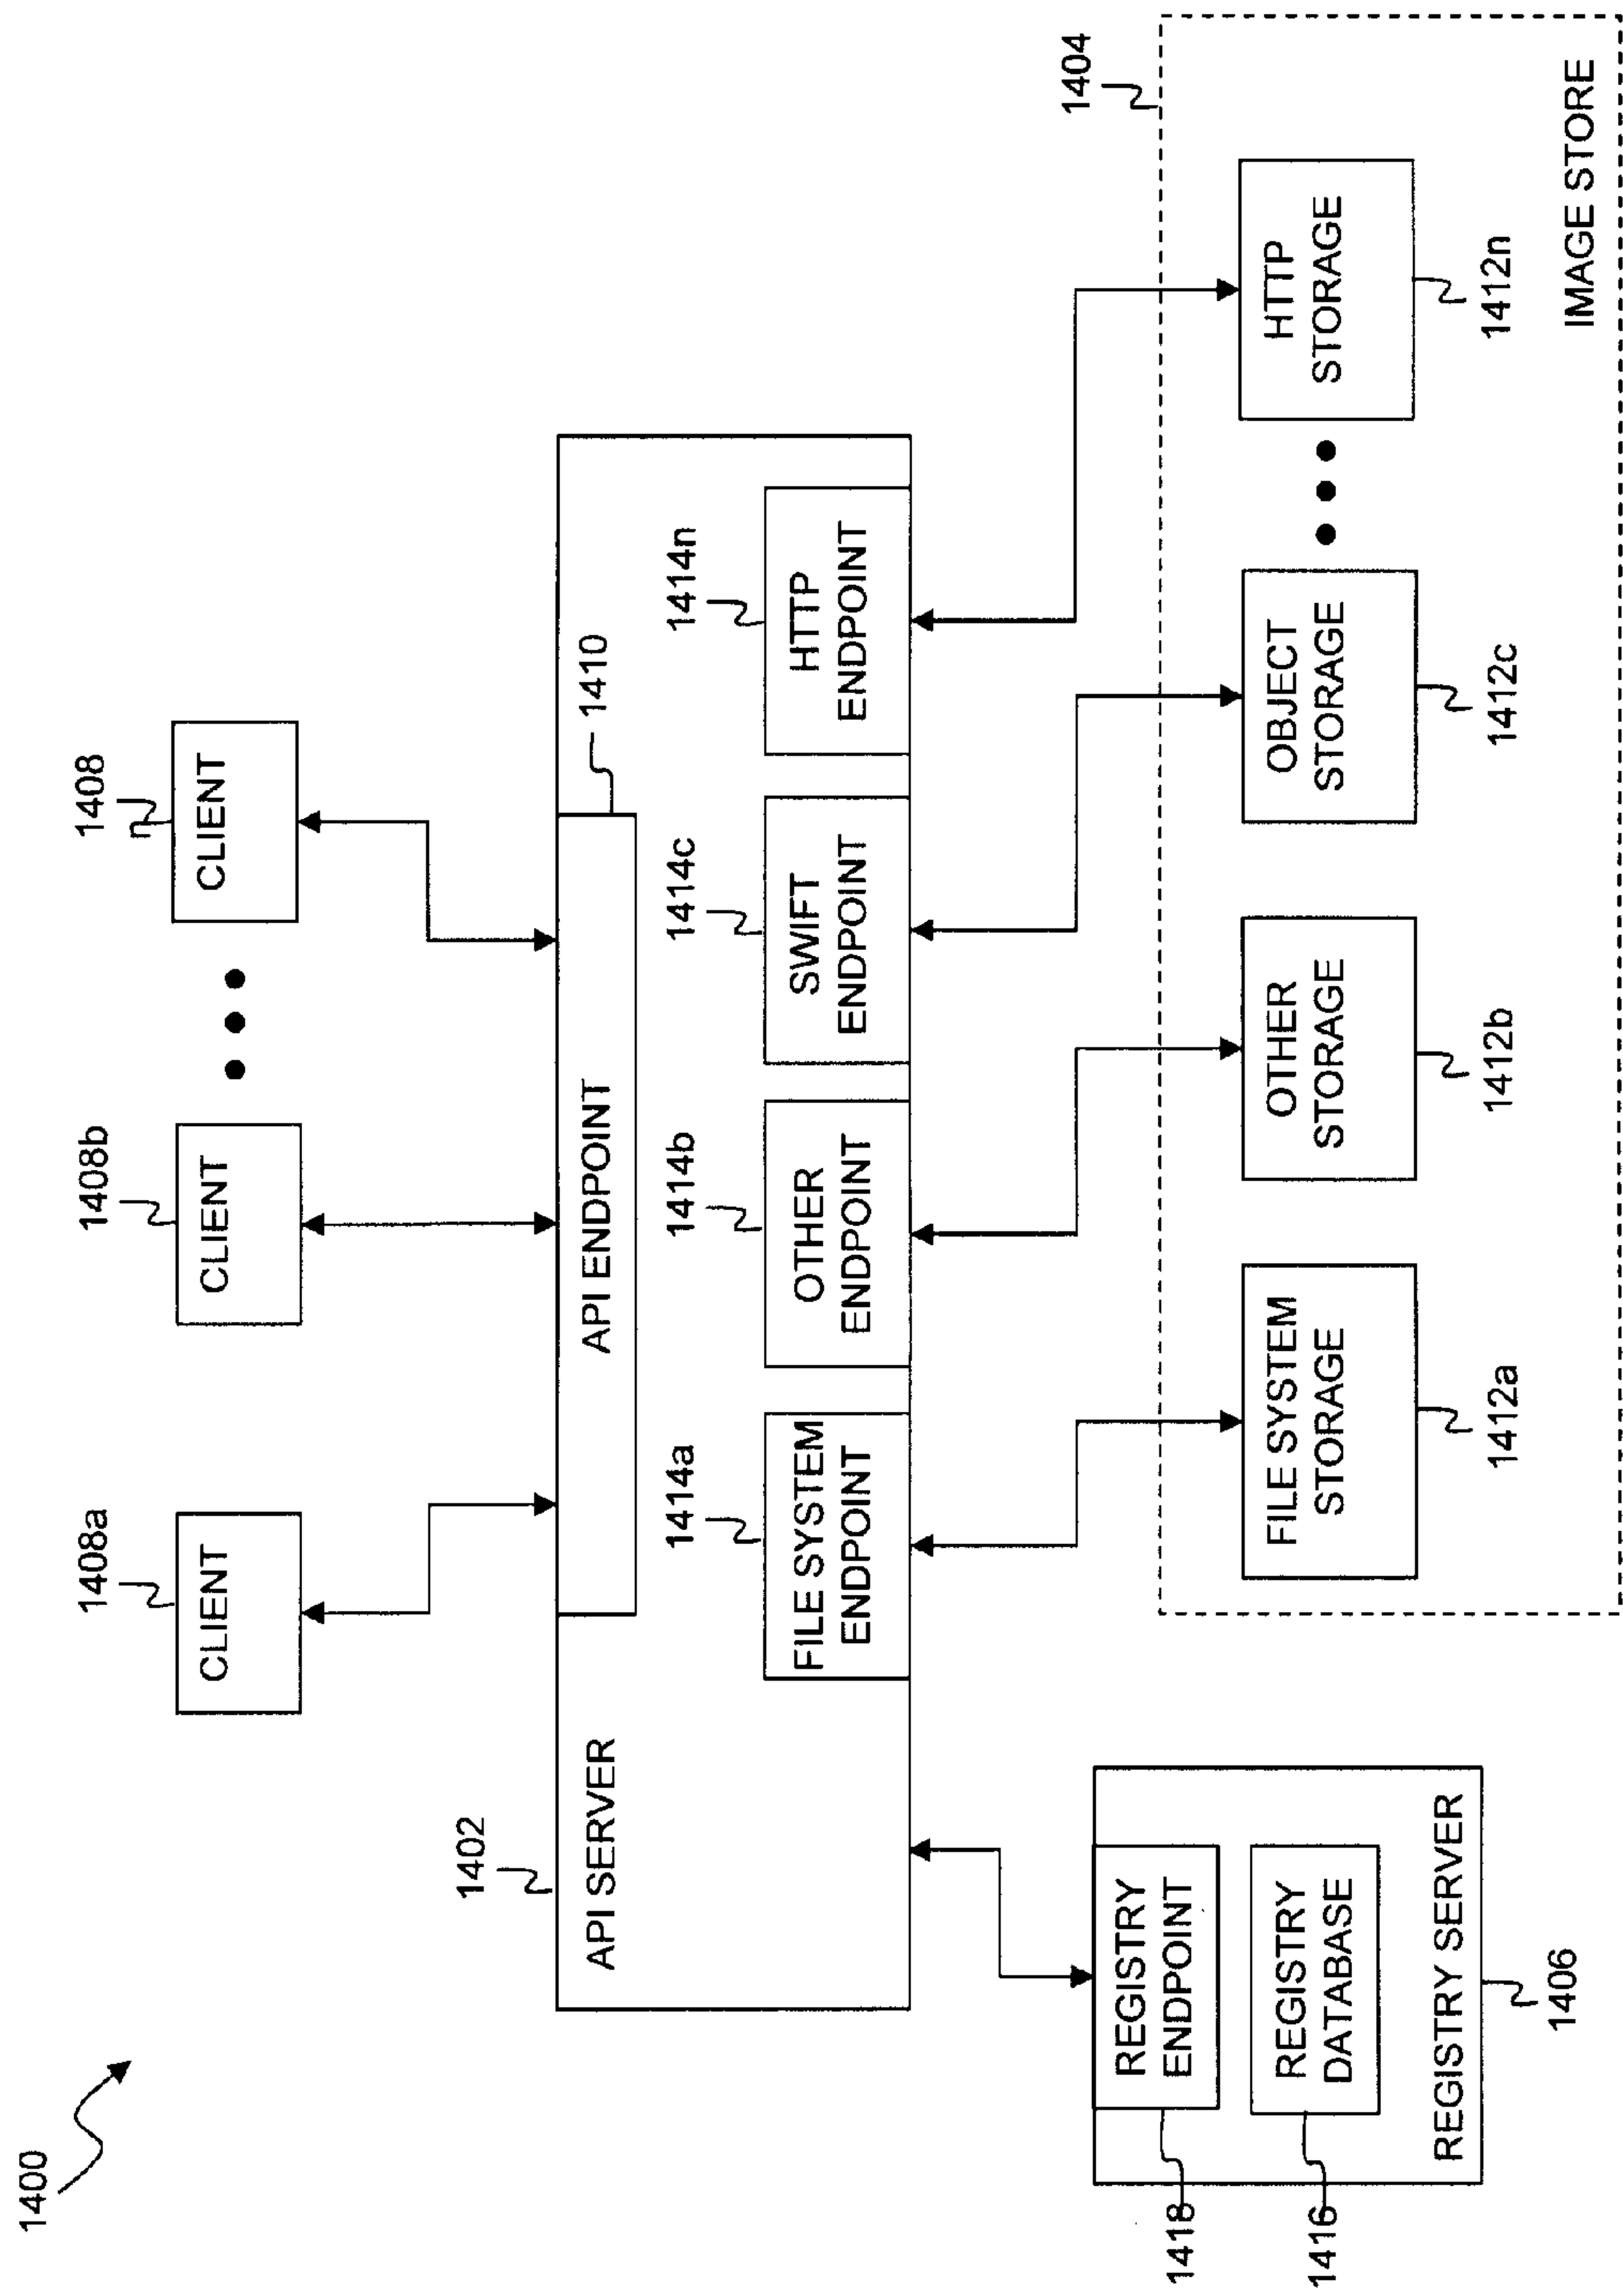 1400
1408a
1408b
1408
n
CLIENT
CLIENT
CLIENT
1402
API SERVER
API ENDPOINT
1410
1414a
1414b
1414c
1414n
FILE SYSTEM
ENDPOINT
OTHER
ENDPOINT
SWIFT
ENDPOINT
HTTP
ENDPOINT
1404
REGISTRY
ENDPOINT
1418
REGISTRY
DATABASE
1416
REGISTRY SERVER
1406
FILE SYSTEM
STORAGE
OTHER
STORAGE
OBJECT
STORAGE
HTTP
STORAGE
1412a
1412b
1412c
1412n
IMAGE STORE